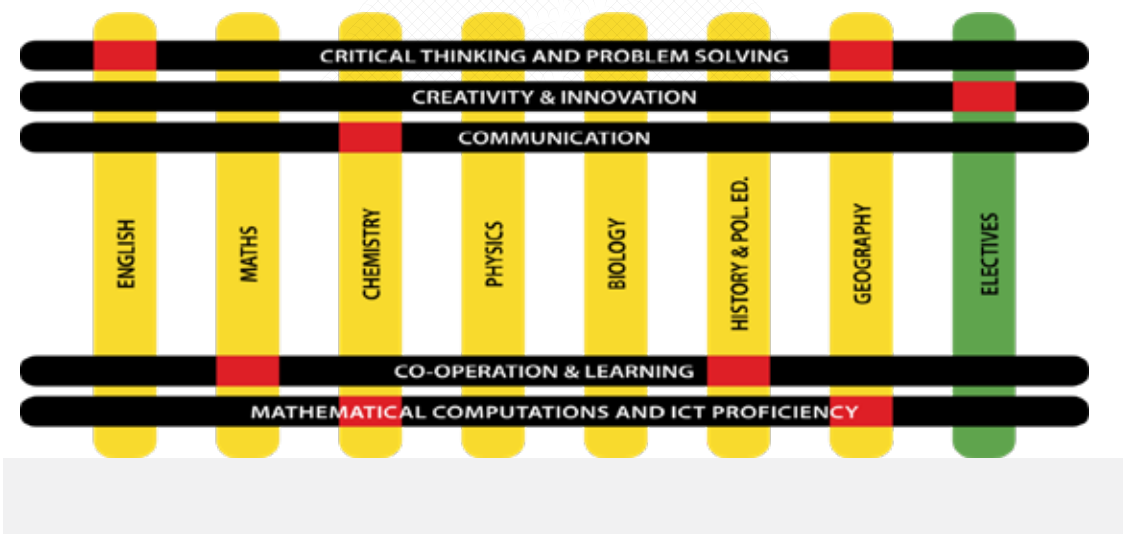 CRITICAL THINKING AND PROBLEM SOLVING
CREATIVITY & INNOVATION
COMMUNICATION
ENGLISH
MATHS
CHEMISTRY
PHYSICS
BIOLOGY
HISTORY & POL. ED.
GEOGRAPHY
ELECTIVES
CO-OPERATION & LEARNING
MATHEMATICAL COMPUTATIONS AND ICT PROFICIENCY